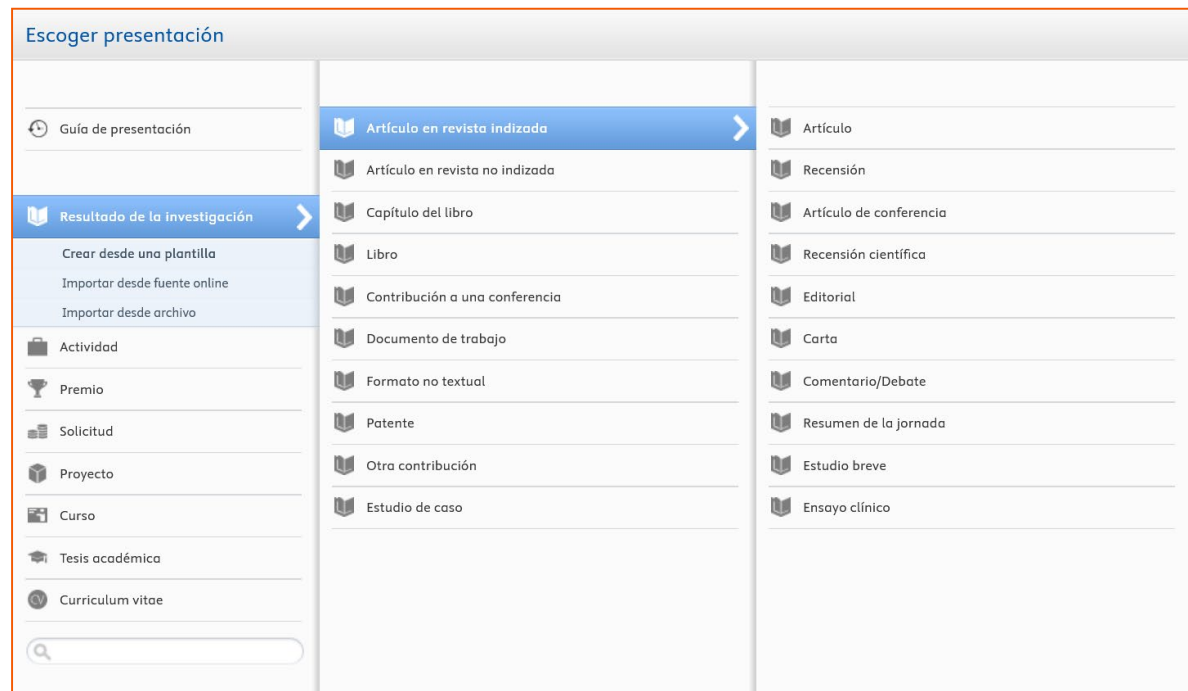 Escoger presentación
Guía de presentación
Resultado de la investigación
Crear desde una plantilla
Importar desde fuente online
Importar desde archivo
Actividad
Premio
Solicitud
Proyecto
Curso
Tesis académica
CV
Curriculum vitae
Artículo en revista indizada
Artículo en revista no indizada
Capítulo del libro
Libro
Contribución a una conferencia
Documento de trabajo
Formato no textual
Patente
Otra contribución
Estudio de caso
Artículo
Recensión
Artículo de conferencia
Recensión científica
Editorial
Carta
Comentario/Debate
Resumen de la jornada
Estudio breve
Ensayo clínico